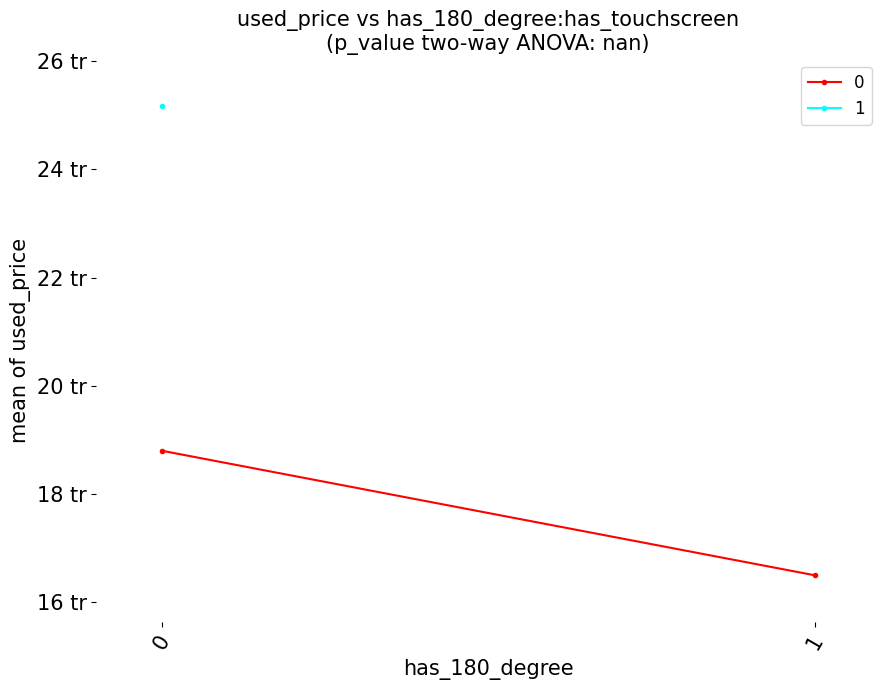 used_price vs has_180_degree:has_touchscreen
(p_value two-way ANOVA: nan)
26 tr
24 tr
22 tr
20 tr
18 tr
16 tr
mean of used_price
0
1
0
1
has_180_degree